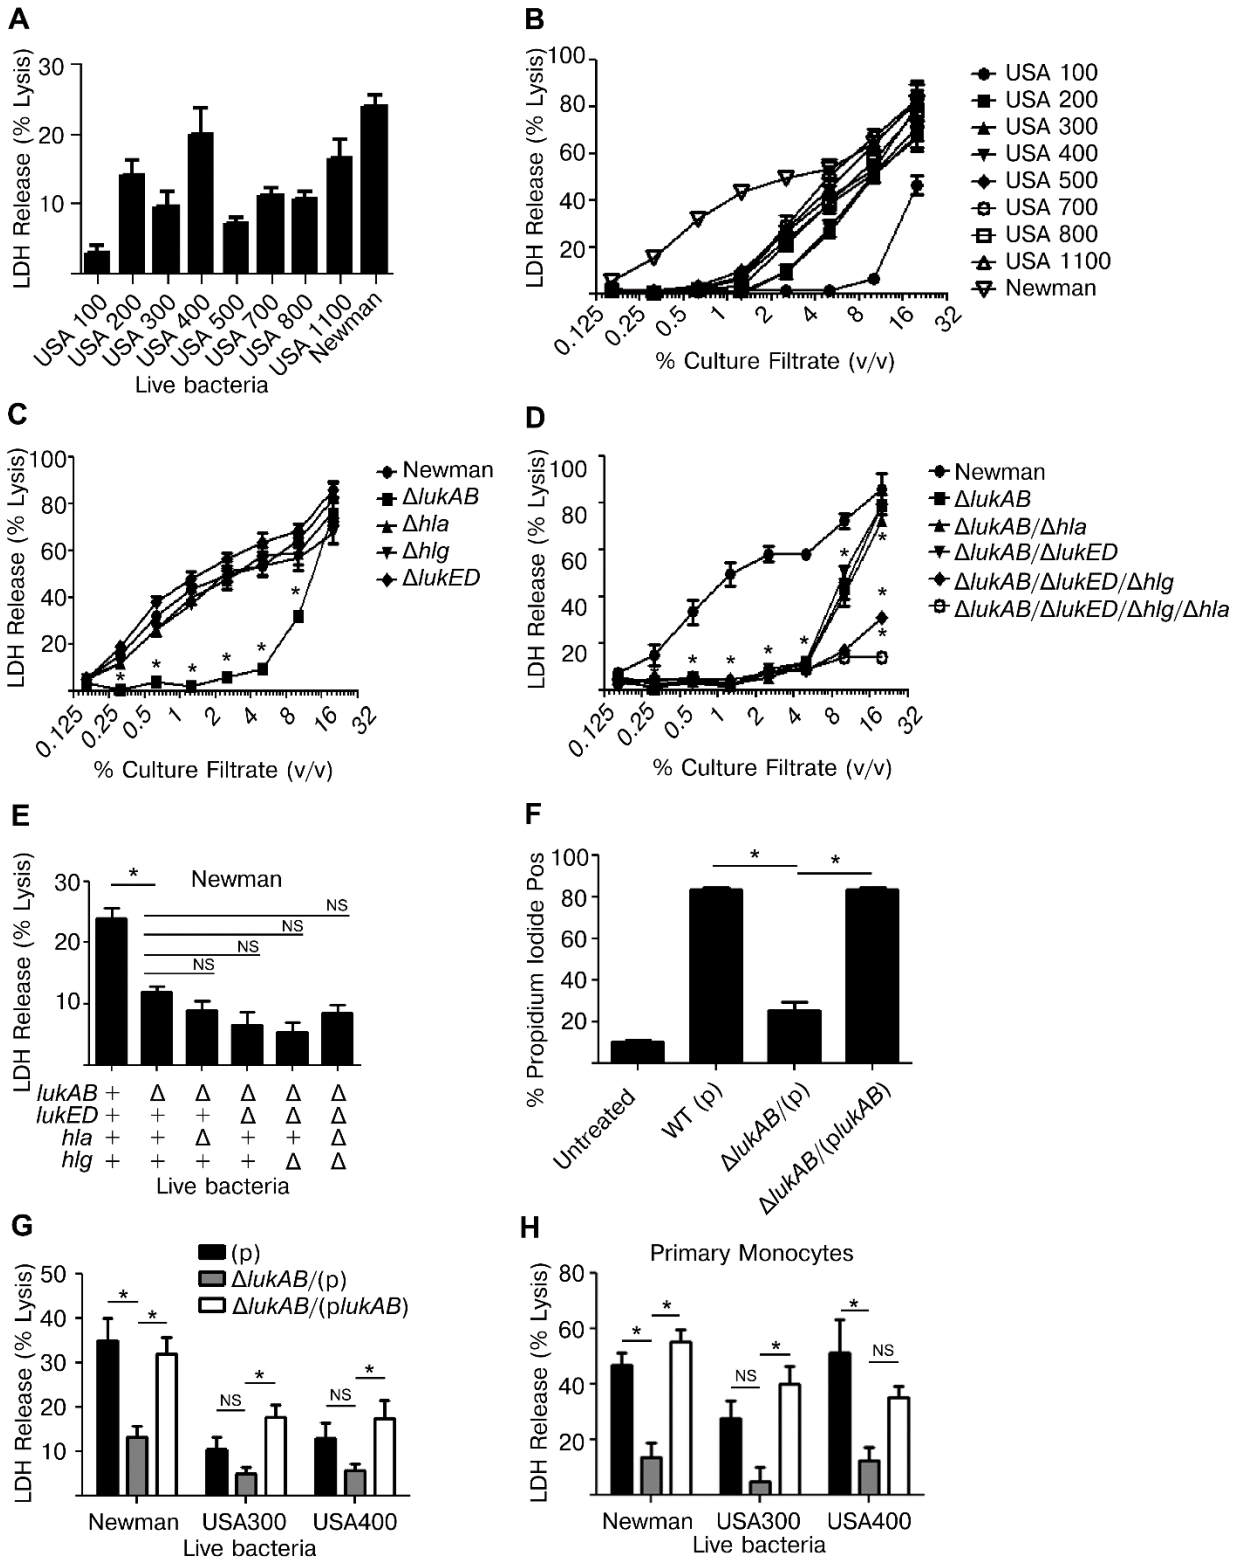 A
LDH Release (% Lysis)
30
20
10
USA 100
USA 200
USA 300
USA 400
USA 500
USA 700
USA 800
USA 1100
Newman
Live bacteria
B
LDH Release (% Lysis)
100
80
60
40
20
0.125
0.25
0.5
1
2
4
8
16
32
% Culture Filtrate (v/v)
USA 100
USA 200
USA 300
USA 400
USA 500
USA 700
USA 800
USA 1100
Newman
C
LDH Release (% Lysis)
100
80
60
40
20
* * * * * *
0.125
0.25
0.5
1
2
4
8
16
32
% Culture Filtrate (v/v)
Newman
ΔlukAB
Δhla
Δhlg
ΔlukED
D
LDH Release (% Lysis)
100
80
60
40
20
* * * * * * * *
0.125
0.25
0.5
1
2
4
8
16
32
% Culture Filtrate (v/v)
Newman
ΔlukAB
ΔlukAB/Δhla
ΔlukAB/ΔlukED
ΔlukAB/ΔlukED/Δhlg
ΔlukAB/ΔlukED/Δhlg/Δhla
E
LDH Release (% Lysis)
Newman
30
20
10
*
NS
NS
NS
NS
lukAB + Δ Δ Δ Δ Δ
lukED + + + Δ Δ Δ
hla + + Δ + + Δ
hlg + + + + Δ Δ
Live bacteria
F
% Propidium Iodide Pos
100
80
60
40
20
* *
Untreated
WT (p)
ΔlukAB/(p)
ΔlukAB/(plukAB)
G
(p)
ΔlukAB/(p)
ΔlukAB/(plukAB)
LDH Release (% Lysis)
50
40
30
20
10
* *
NS *
NS *
Newman USA300 USA400
Live bacteria
H
Primary Monocytes
LDH Release (% Lysis)
80
60
40
20
* *
NS *
* NS
Newman USA300 USA400
Live bacteria